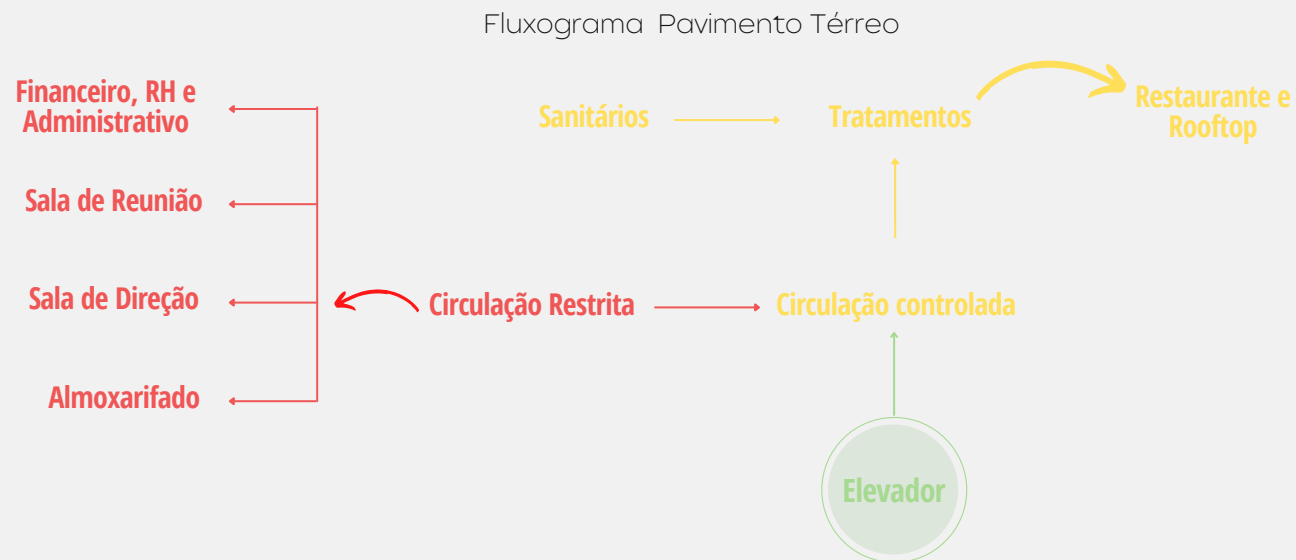 Fluxograma Pavimento Térreo
Financeiro, RH e
Administrativo
Sanitários
Tratamentos
Restaurante e
Rooftop
Sala de Reunião
Sala de Direção
Circulação Restrita
Circulação controlada
Almoxarifado
Elevador